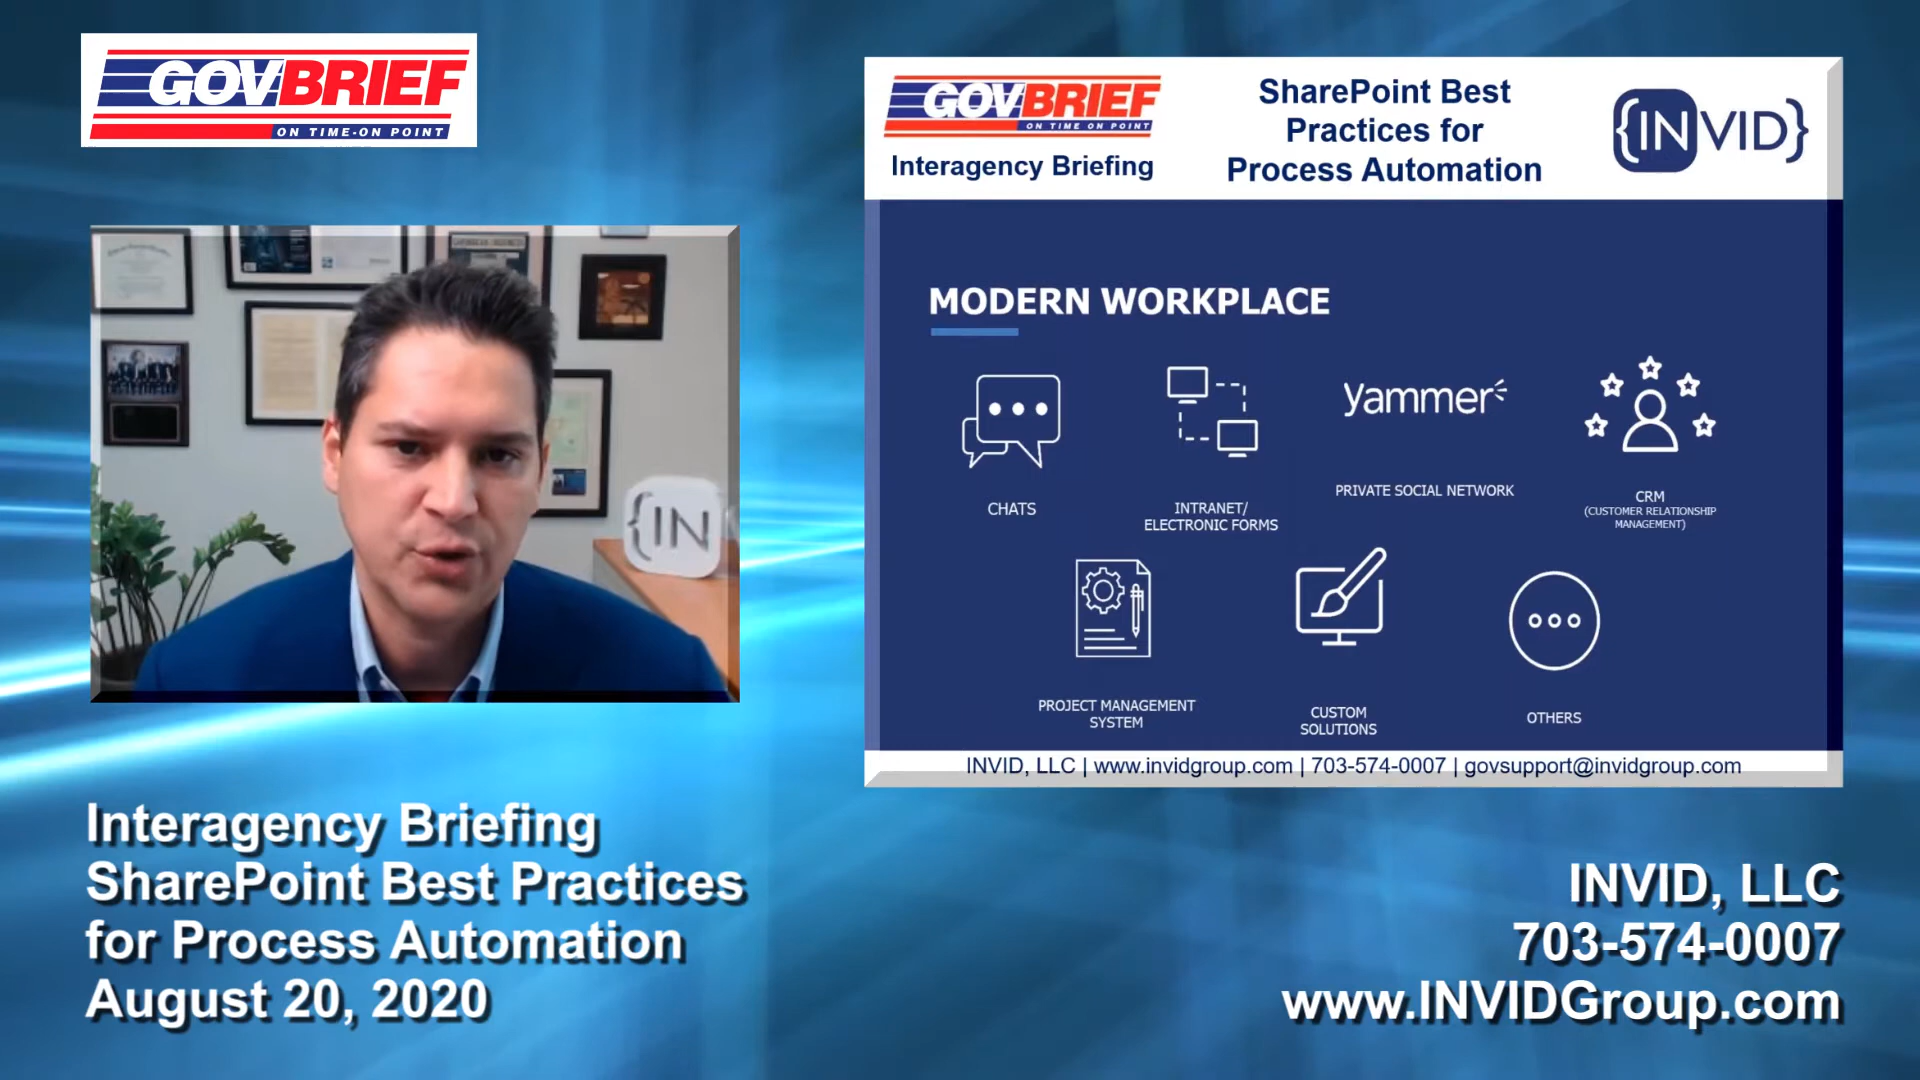 GOVBRIEF
ON TIME-ON POINT
GOVBRIEF
ON TIME ON POINT
Interagency Briefing
SharePoint Best
Practices for
Process Automation
{INVID}
MODERN WORKPLACE
CHATS
INTRANET/
ELECTRONIC FORMS
yammer
PRIVATE SOCIAL NETWORK
CRM
(CUSTOMER RELATIONSHIP
MANAGEMENT)
PROJECT MANAGEMENT
SYSTEM
CUSTOM
SOLUTIONS
OTHERS
INVID, LLC | www.invidgroup.com | 703-574-0007 | govsupport@invidgroup.com
{IN
Interagency Briefing
SharePoint Best Practices
for Process Automation
August 20, 2020
INVID, LLC
703-574-0007
www.INVIDGroup.com